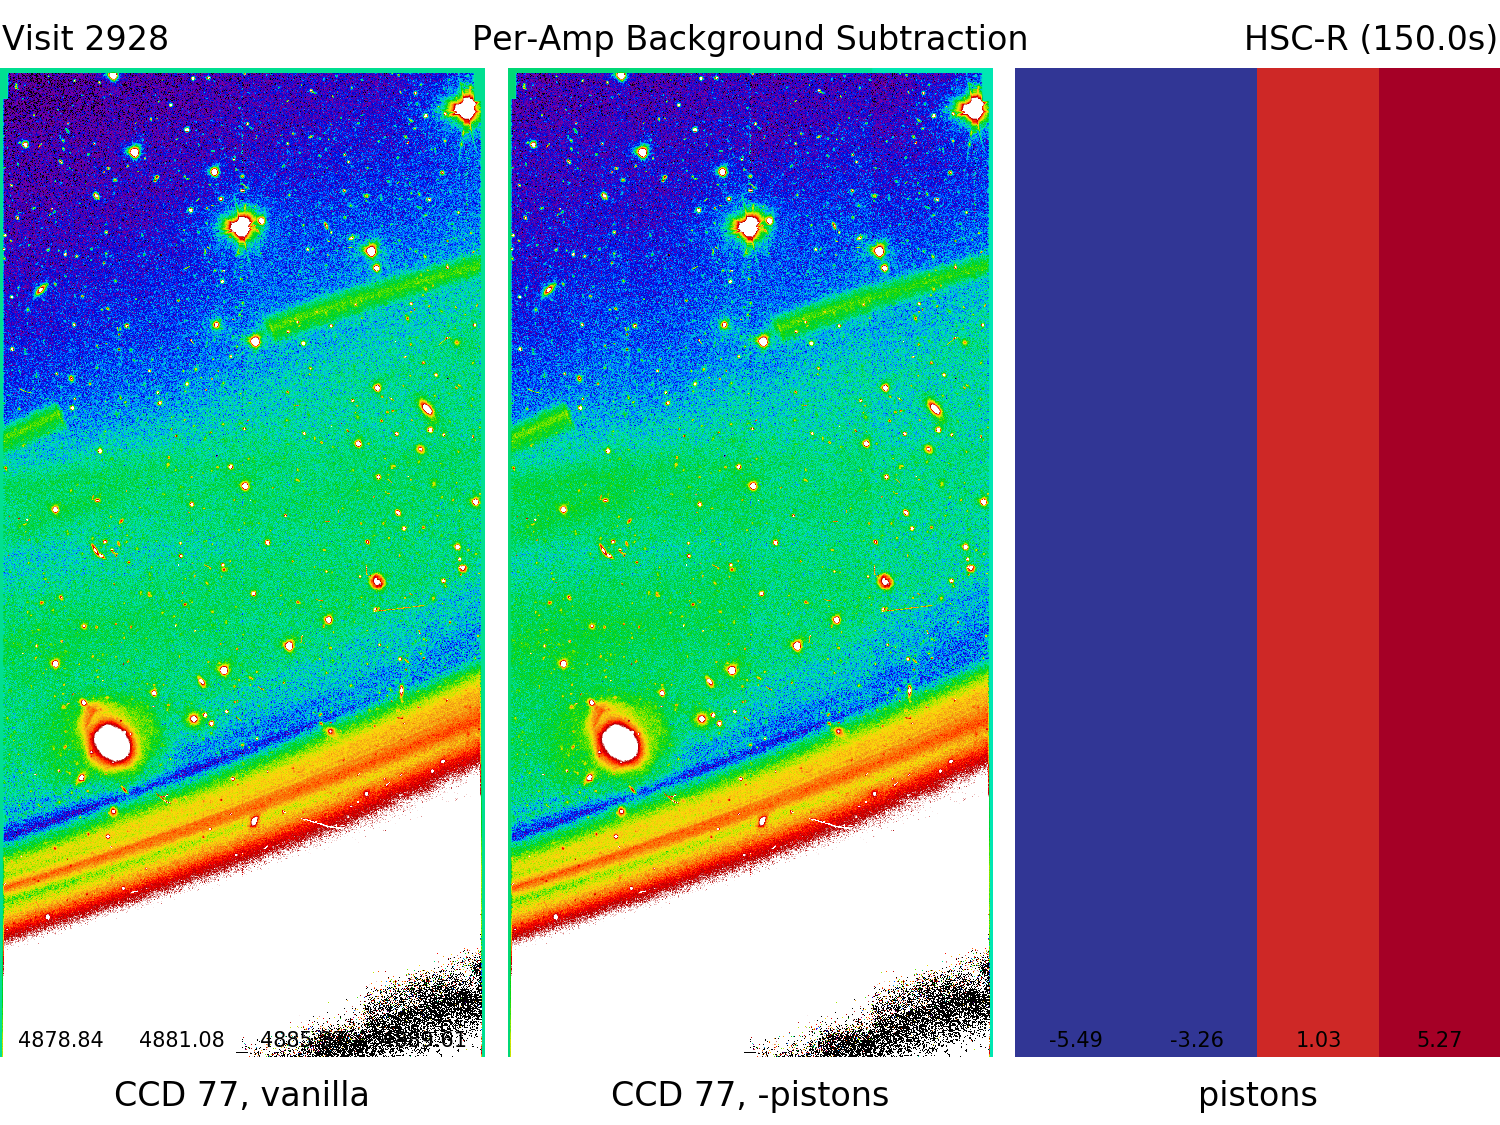 Visit 2928
Per-Amp Background Subtraction
HSC-R (150.0s)
4878.84 4881.08
-5.49 -3.26 1.03 5.27
CCD 77, vanilla
CCD 77, -pistons
pistons